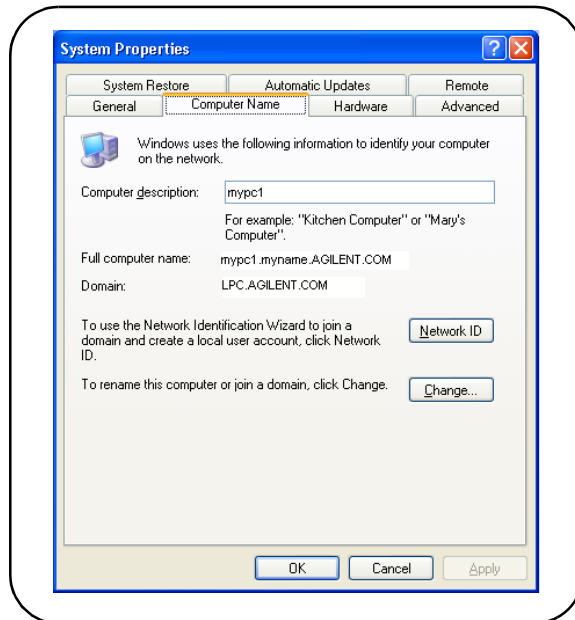 System Properties
System Restore
Automatic Updates
Remote
General
Computer Name
Hardware
Advanced
Windows uses the following information to identify your computer
on the network.
Computer description:
mypc1
For example: "Kitchen Computer" or "Mary's
Computer".
Full computer name:
mypc1.myname.AGILENT.COM
Domain:
LPC.AGILENT.COM
To use the Network Identification Wizard to join a
domain and create a local user account, click Network
ID.
Network ID
To rename this computer or join a domain, click Change.
Change...
OK
Cancel
Apply